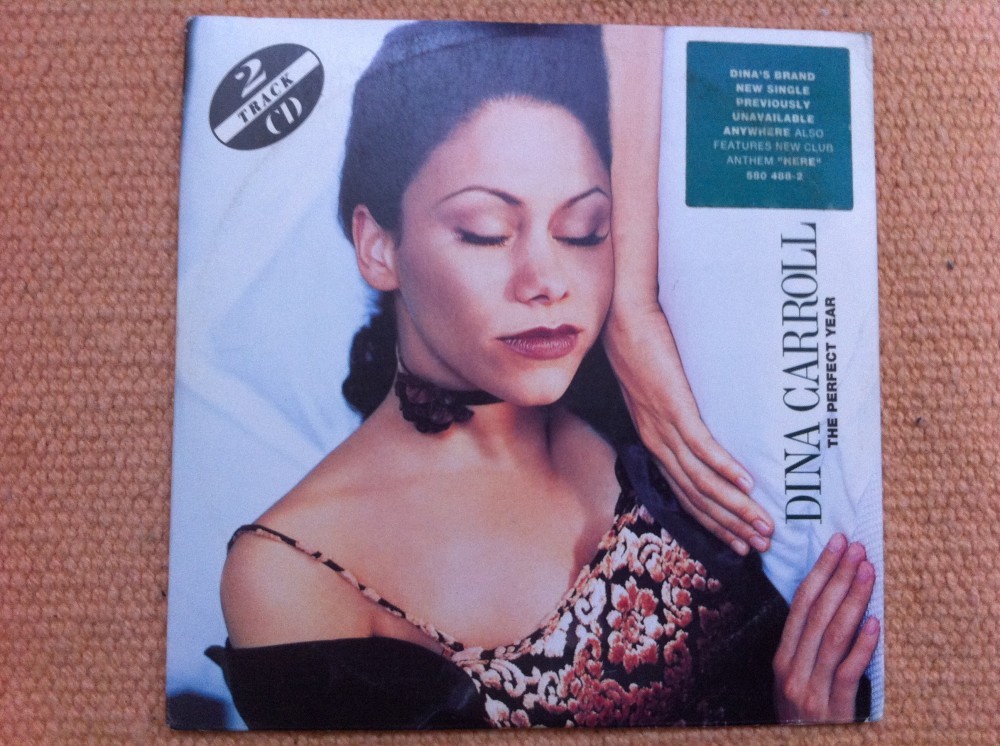 2
TRACK
CD
DINA'S BRAND
NEW SINGLE
PREVIOUSLY
UNAVAILABLE
ANYWHERE ALSO
FEATURES NEW CLUB
ANTHEM "HERE"
580 488-2
DINA CARROLL
THE PERFECT YEAR